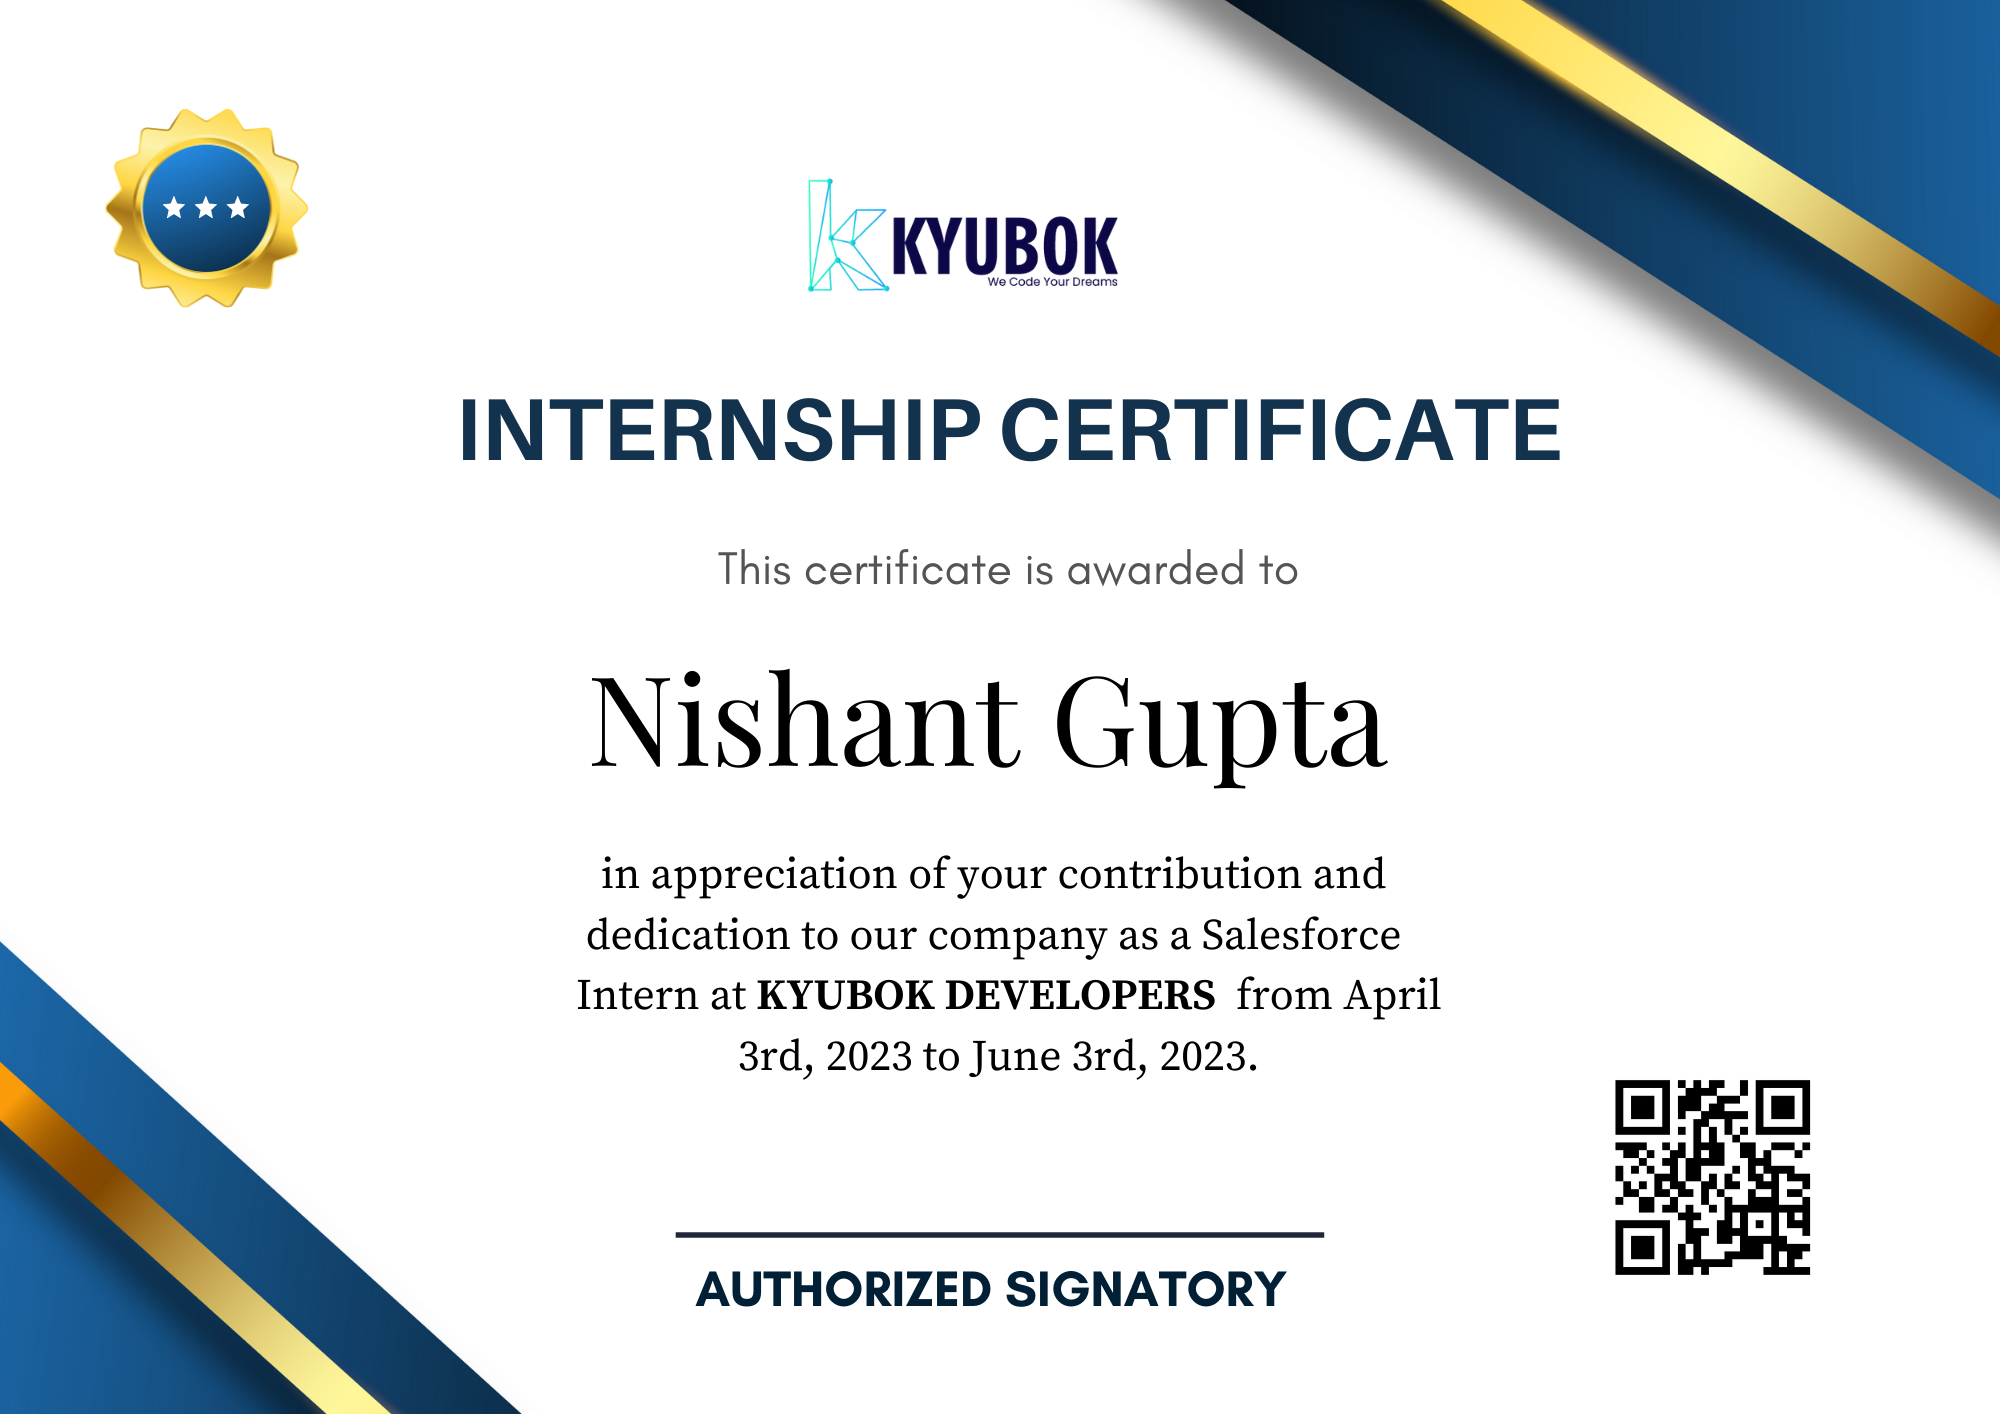 KYUBOK
We Code Your Dreams
INTERNSHIP CERTIFICATE
This certificate is awarded to
Nishant Gupta
in appreciation of your contribution and
dedication to our company as a Salesforce
Intern at KYUBOK DEVELOPERS from April
3rd, 2023 to June 3rd, 2023.
AUTHORIZED SIGNATORY